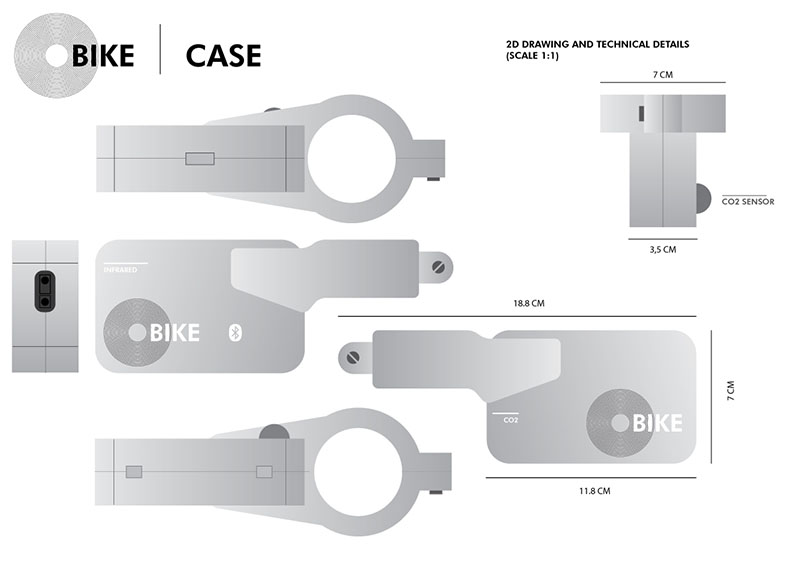 BIKE | CASE
2D DRAWING AND TECHNICAL DETAILS
(SCALE 1:1)
7 CM
CO2 SENSOR
3,5 CM
INFRARED
BIKE
18.8 CM
7 CM
CO2
BIKE
11.8 CM